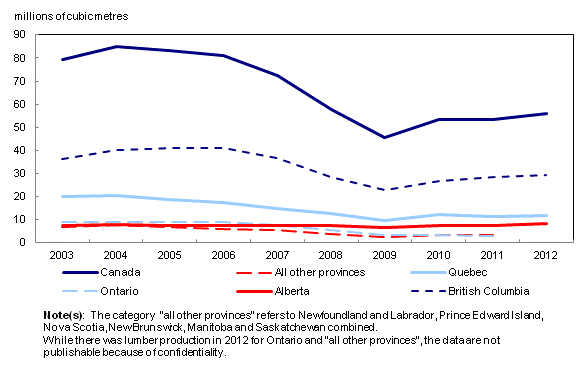 millions of cubic metres
90
80
70
60
50
40
30
20
10
0
2003 2004 2005 2006 2007 2008 2009 2010 2011 2012
Canada All other provinces Quebec
Ontario Alberta British Columbia
Note(s): The category "all other provinces" refers to Newfoundland and Labrador, Prince Edward Island,
Nova Scotia, New Brunswick, Manitoba and Saskatchewan combined.
While there was lumber production in 2012 for Ontario and "all other provinces", the data are not
publishable because of confidentiality.